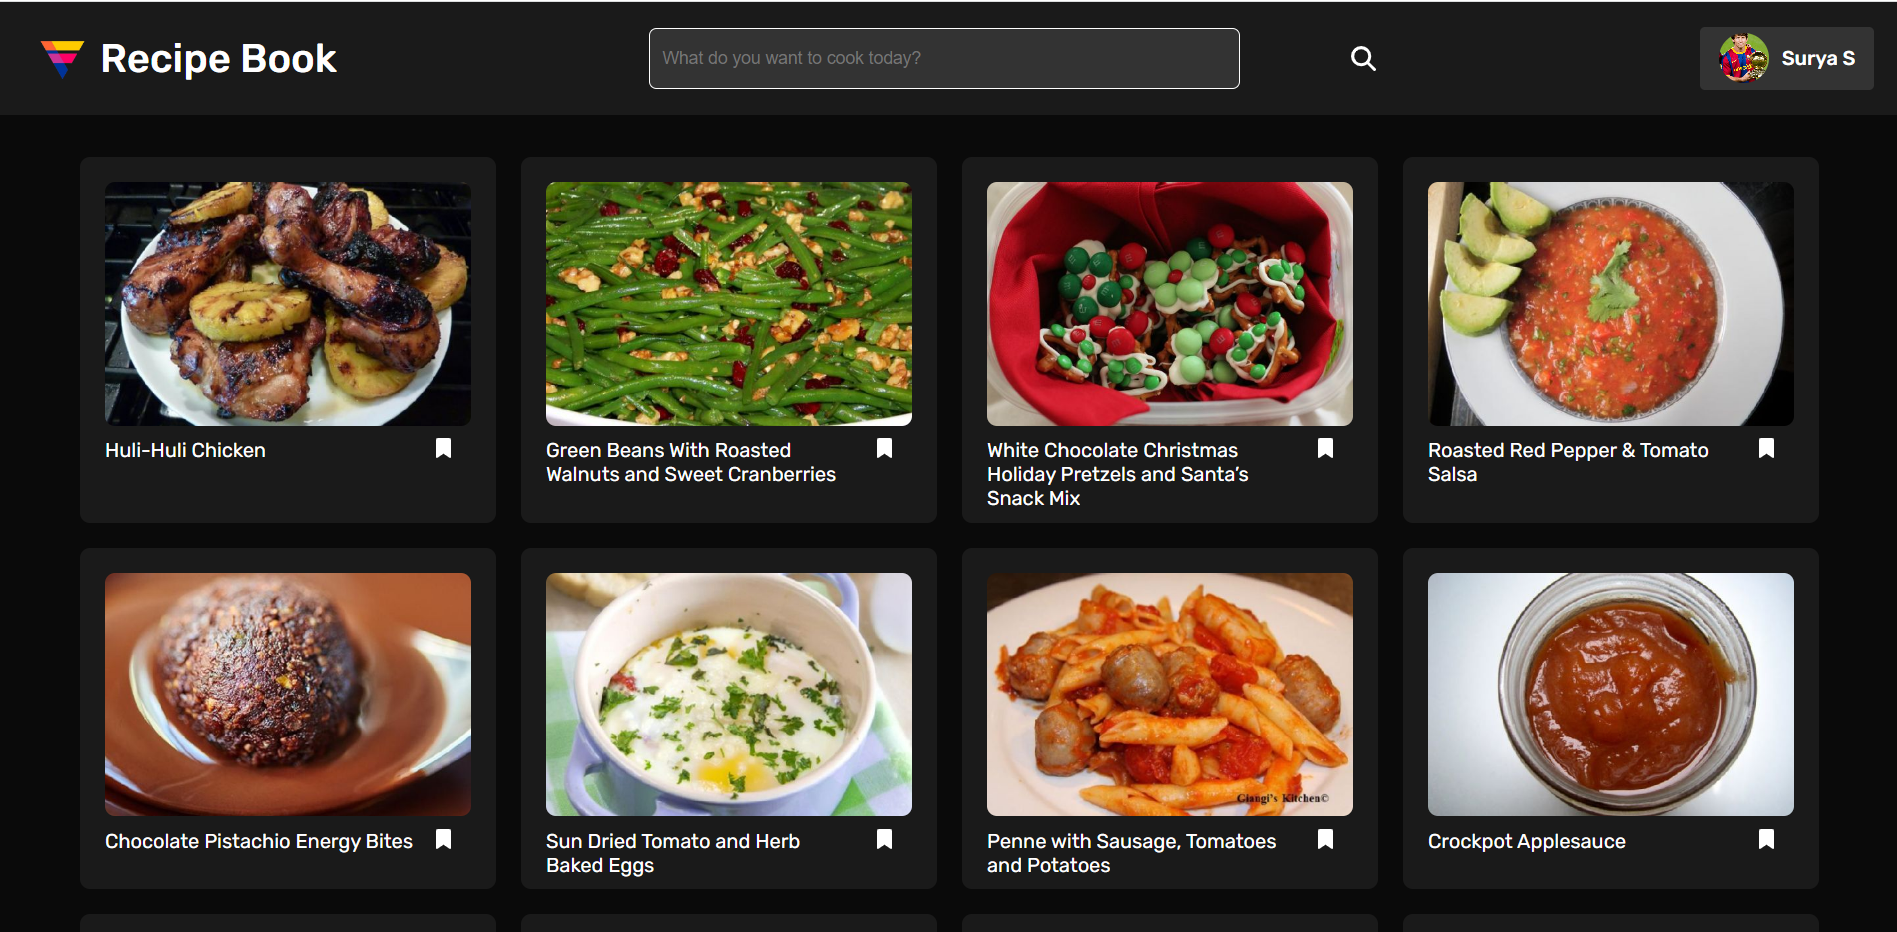 Recipe Book
What do you want to cook today?
Surya S
Huli-Huli Chicken
Green Beans With Roasted
Walnuts and Sweet Cranberries
White Chocolate Christmas
Holiday Pretzels and Santa’s
Snack Mix
Roasted Red Pepper & Tomato
Salsa
Giangi's Kitchen©
Chocolate Pistachio Energy Bites
Sun Dried Tomato and Herb
Baked Eggs
Penne with Sausage, Tomatoes
and Potatoes
Crockpot Applesauce